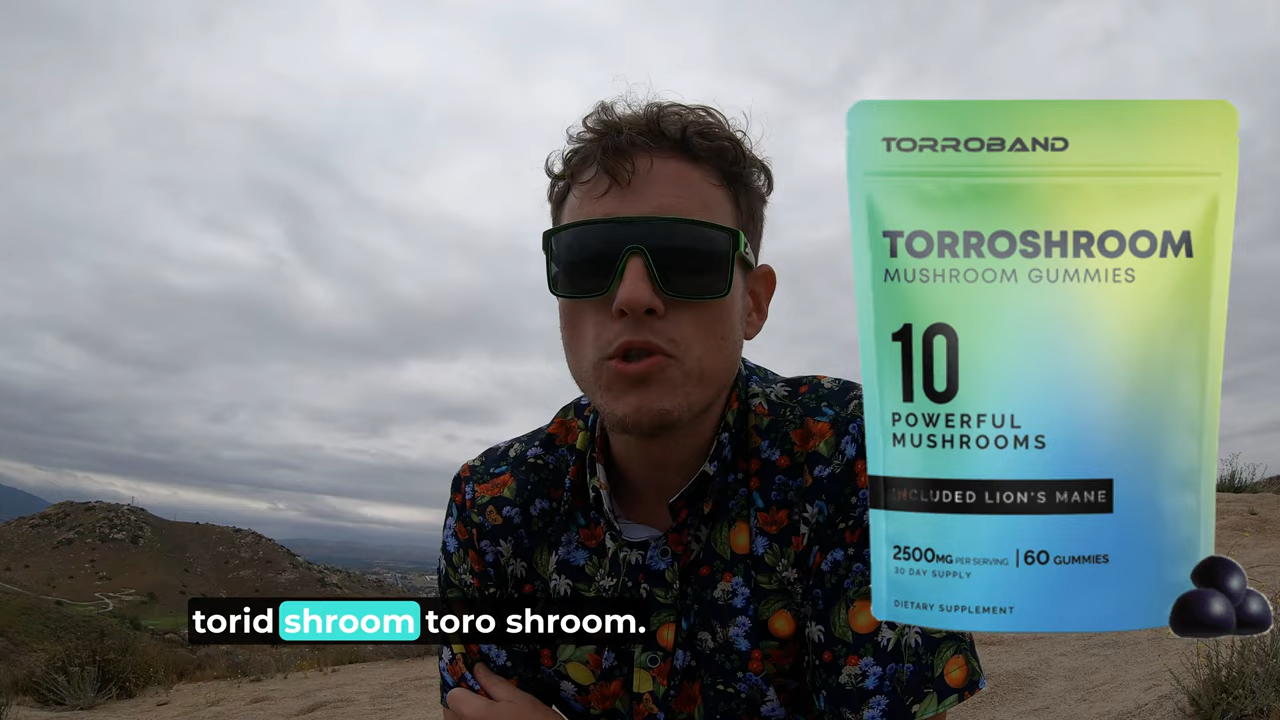 TORROBAND
TORROSHROOM
MUSHROOM GUMMIES
10
POWERFUL
MUSHROOMS
INCLUDED LION'S MANE
2500MG PER SERVING | 60 GUMMIES
30 DAY SUPPLY
DIETARY SUPPLEMENT
torid shroom toro shroom.